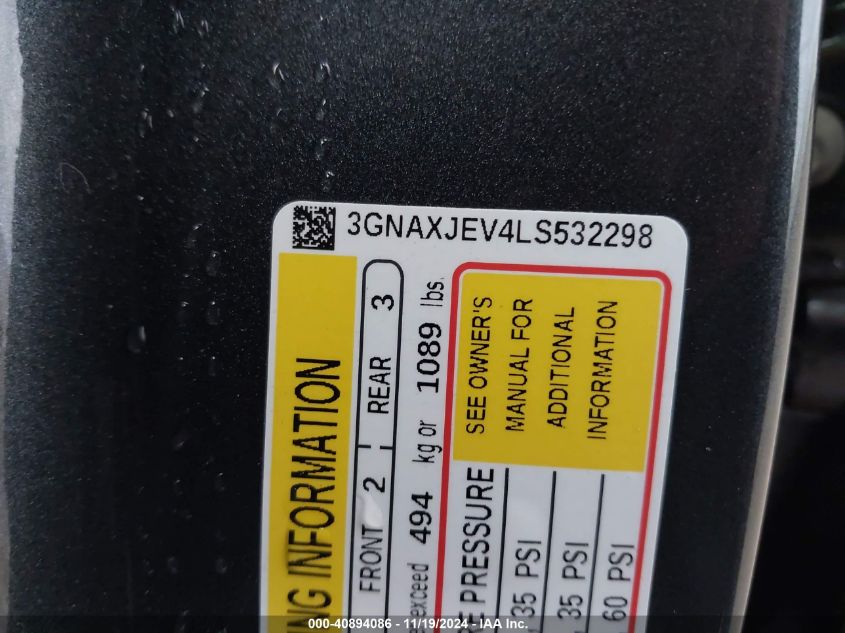 3GNAXJEV4LS532298
NG INFORMATION
FRONT 2 REAR 3
exceed 494 kg or 1089 lbs.
PRESSURE
SEE OWNER'S
MANUAL FOR
ADDITIONAL
INFORMATION
35 PSI
35 PSI
60 PSI
000-40894086 - 11/19/2024 - IAA Inc.